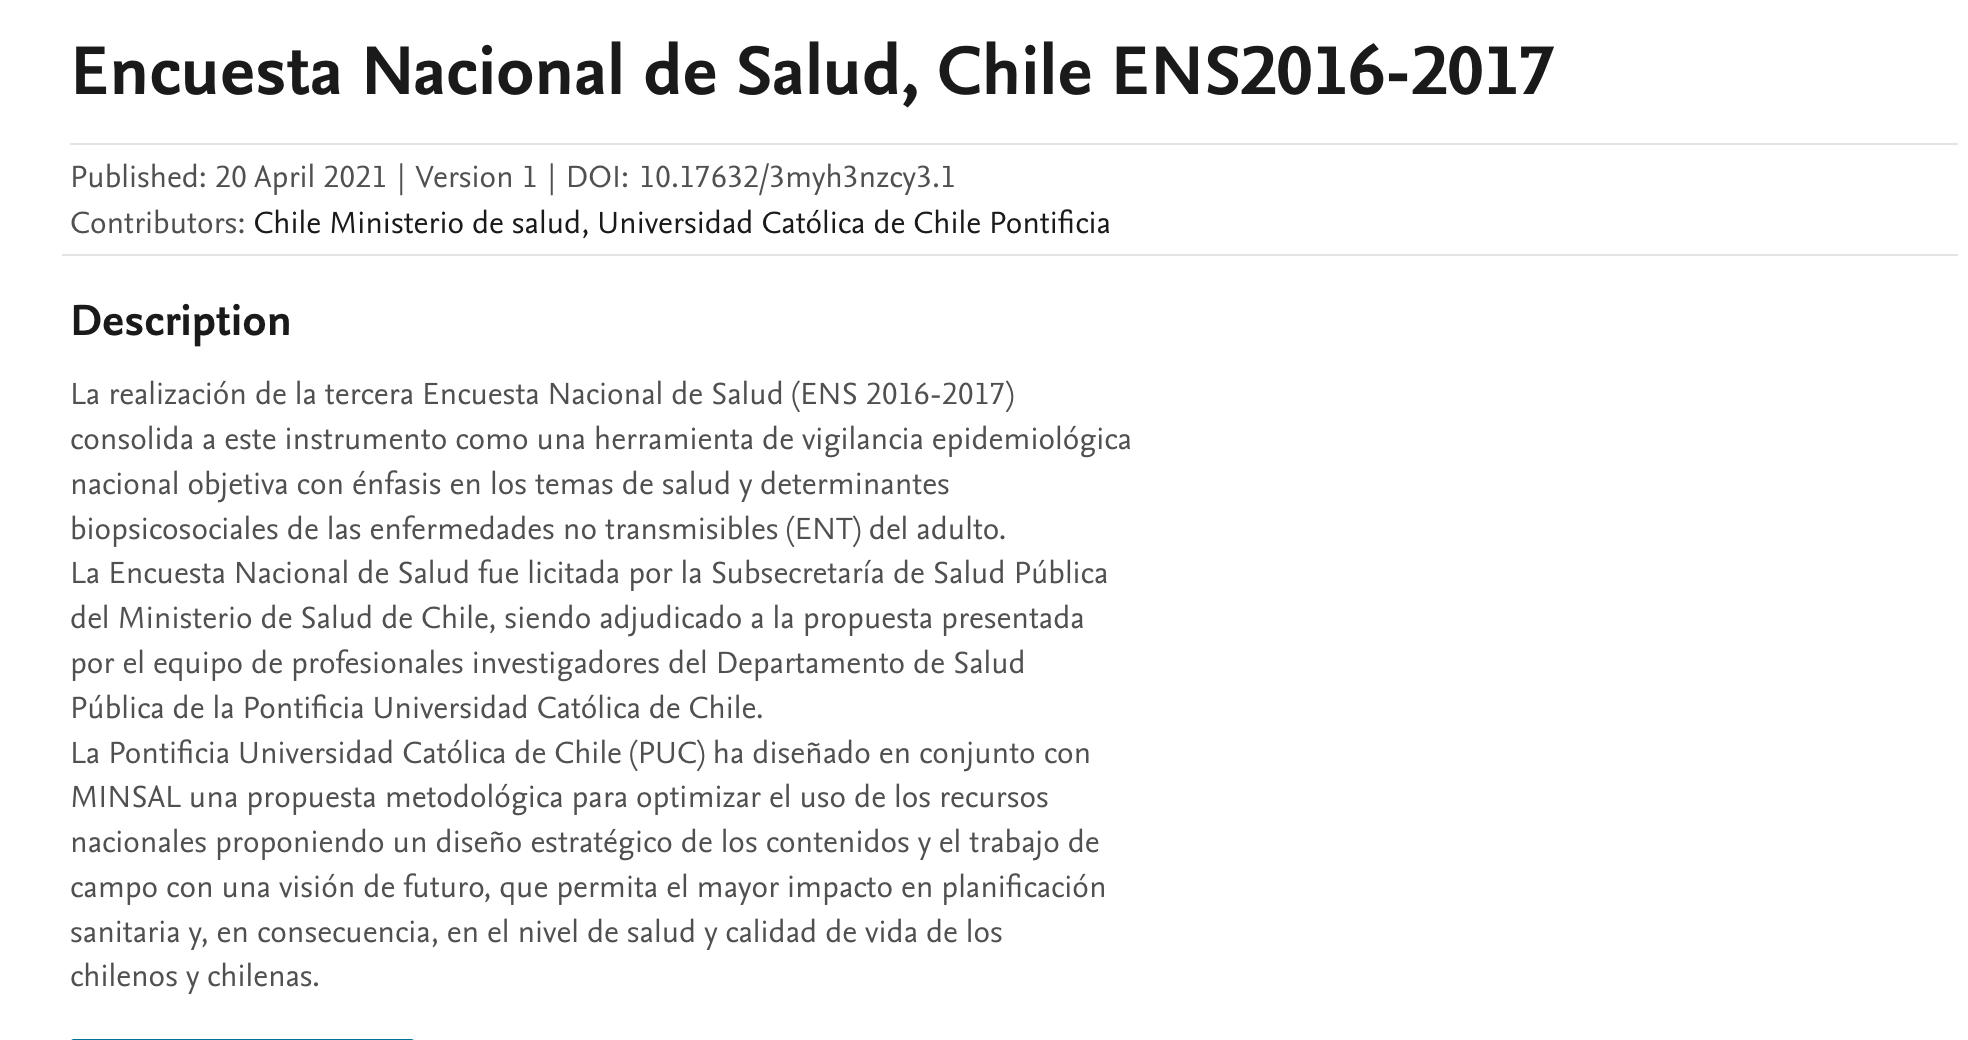 Encuesta Nacional de Salud, Chile ENS2016-2017
Published: 20 April 2021 | Version 1 | DOI: 10.17632/3myh3nzcy3.1
Contributors: Chile Ministerio de salud, Universidad Católica de Chile Pontificia
Description
La realización de la tercera Encuesta Nacional de Salud (ENS 2016-2017)
consolida a este instrumento como una herramienta de vigilancia epidemiológica
nacional objetiva con énfasis en los temas de salud y determinantes
biopsicosociales de las enfermedades no transmisibles (ENT) del adulto.
La Encuesta Nacional de Salud fue licitada por la Subsecretaría de Salud Pública
del Ministerio de Salud de Chile, siendo adjudicado a la propuesta presentada
por el equipo de profesionales investigadores del Departamento de Salud
Pública de la Pontificia Universidad Católica de Chile.
La Pontificia Universidad Católica de Chile (PUC) ha diseñado en conjunto con
MINSAL una propuesta metodológica para optimizar el uso de los recursos
nacionales proponiendo un diseño estratégico de los contenidos y el trabajo de
campo con una visión de futuro, que permita el mayor impacto en planificación
sanitaria y, en consecuencia, en el nivel de salud y calidad de vida de los
chilenos y chilenas.